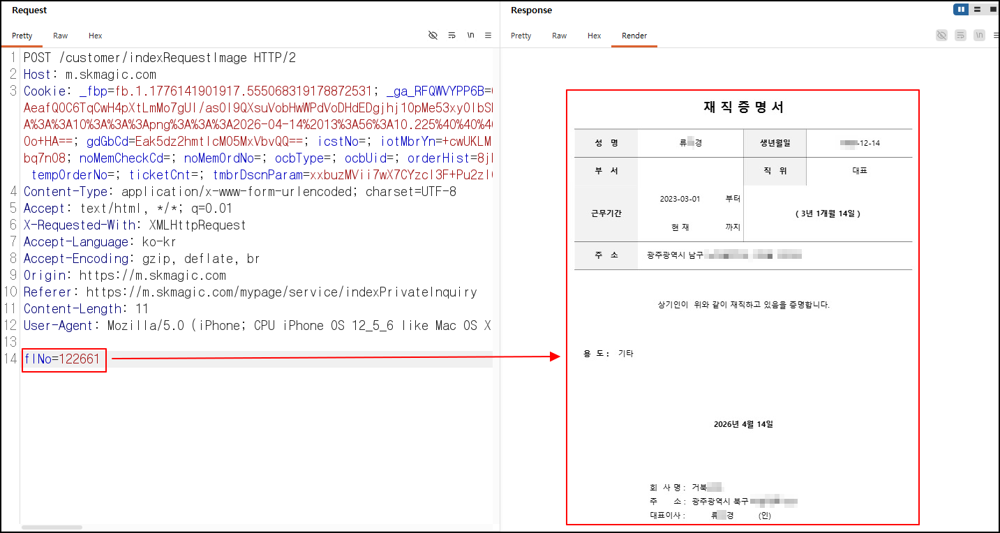 Request
Pretty Raw Hex
\n
1 POST /customer/indexRequestImage HTTP/2
2 Host: m.skmagic.com
3 Cookie: _fbp=fb.1.1776141901917.555068319178872531; _ga_RFQWVYPP6B=
A%3A%3A10%3A%3A%3Apng%3A%3A%3A2026-04-14%2013%3A56%3A10.225%40%40%4
0o+HA==; gdGbCd=Eak5dz2hmtIcM05MxVbvQQ==; icstNo=; iotMbrYn=+cwUKLM
bq7n08; noMemCheckCd=; noMemOrdNo=; ocbType=; ocbUid=; orderHist=8j
tempOrderNo=; ticketCnt=; tmbrDscnParam=
4 Content-Type: application/x-www-form-urlencoded; charset=UTF-8
5 Accept: text/html, */*; q=0.01
6 X-Requested-With: XMLHttpRequest
7 Accept-Language: ko-kr
8 Accept-Encoding: gzip, deflate, br
9 Origin: https://m.skmagic.com
10 Referer: https://m.skmagic.com/mypage/service/indexPrivateInquiry
11 Content-Length: 11
12 User-Agent: Mozilla/5.0 (iPhone; CPU iPhone OS 12_5_6 like Mac OS X
13
14 flNo=122661
Response
Pretty Raw Hex Render
\n
재 직 증 명 서
성 명 류 경 생년월일 -12-14
부 서 직 위 대표
근무기간 2023-03-01 부터
( 3년 1개월 14일 )
현 재 까지
주 소 광주광역시 남구
상기인이 위와 같이 재직하고 있음을 증명합니다.
용 도 : 기타
2026년 4월 14일
회 사 명 : 거북
주 소 : 광주광역시 북구
대표이사 : 류 경 (인)